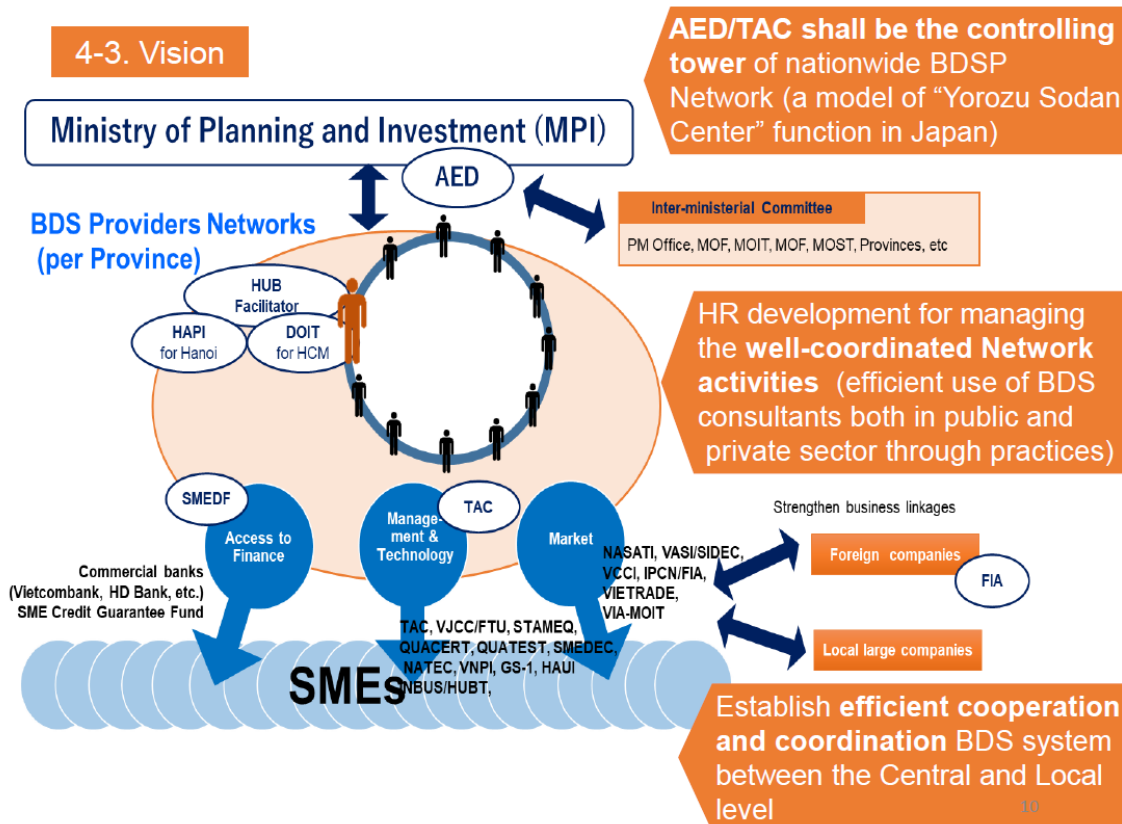 4-3. Vision
AED/TAC shall be the controlling
tower of nationwide BDSP
Network (a model of “Yorozu Sodan
Center” function in Japan)
Ministry of Planning and Investment (MPI)
AED
Inter-ministerial Committee
PM Office, MOF, MOIT, MOF, MOST, Provinces, etc
BDS Providers Networks
(per Province)
HUB
Facilitator
HAPI
for Hanoi
DOIT
for HCM
HR development for managing
the well-coordinated Network
activities (efficient use of BDS
consultants both in public and
private sector through practices)
SMEDF
Access to
Finance
Manage-
ment &
Technology
TAC
Market
Commercial banks
(Vietcombank, HD Bank, etc.)
SME Credit Guarantee Fund
TAC, VJCC/FTU, STAMEQ,
QUACERT, QUATEST, SMEDEC,
NATEC, VNPI, GS-1, HAUI
INBUS/HUBT,
NASATI, VASI/SIDEC,
VCCI, IPCN/FIA,
VIETRADE,
VIA-MOIT
Strengthen business linkages
Foreign companies
FIA
Local large companies
SMEs
Establish efficient cooperation
and coordination BDS system
between the Central and Local
level
10